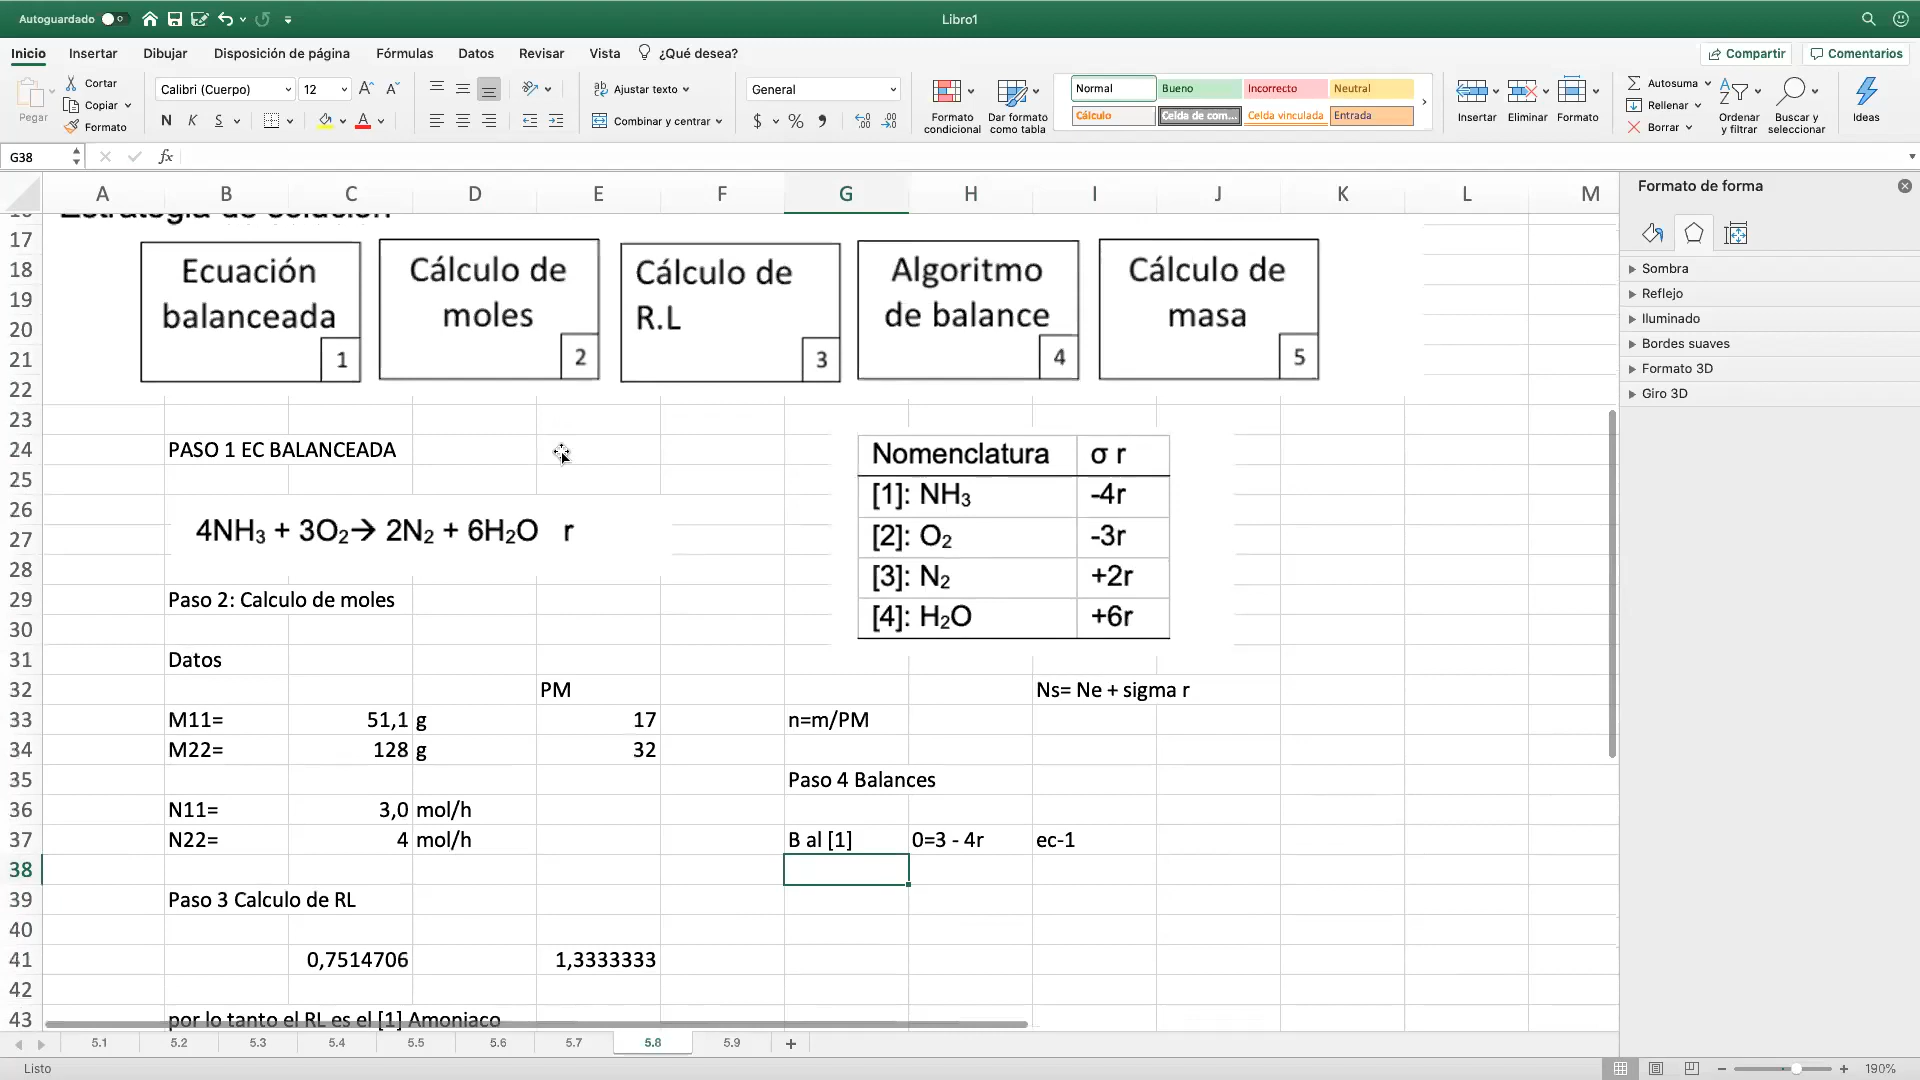 Autoguardado
Libro1
Inicio Insertar Dibujar Disposición de página Fórmulas Datos Revisar Vista ¿Qué desea? Compartir Comentarios
Pegar
Cortar
Copiar
Formato
Calibri (Cuerpo) 12
N K S
Ajustar texto
Combinar y centrar
General
$ % 
Formato condicional
Dar formato como tabla
Normal Bueno Incorrecto Neutral
Cálculo Celda de com... Celda vinculada Entrada
Insertar Eliminar Formato
Autosuma
Rellenar
Borrar
Ordenar y filtrar
Buscar y seleccionar
Ideas
G38 fx
A B C D E F G H I J K L M
Formato de forma
Sombra
Reflejo
Iluminado
Bordes suaves
Formato 3D
Giro 3D
Estrategia de solución
17
18
19
20
21
22
Ecuación balanceada 1
Cálculo de moles 2
Cálculo de R.L 3
Algoritmo de balance 4
Cálculo de masa 5
23
24 PASO 1 EC BALANCEADA
25
26
27
4NH₃ + 3O₂→ 2N₂ + 6H₂O r
28
Nomenclatura σ r
[1]: NH₃ -4r
[2]: O₂ -3r
[3]: N₂ +2r
[4]: H₂O +6r
29 Paso 2: Calculo de moles
30
31 Datos
32 PM Ns= Ne + sigma r
33 M11= 51,1 g 17 n=m/PM
34 M22= 128 g 32
35 Paso 4 Balances
36 N11= 3,0 mol/h
37 N22= 4 mol/h B al [1] 0=3 - 4r ec-1
38
39 Paso 3 Calculo de RL
40
41 0,7514706 1,3333333
42
43 por lo tanto el RL es el [1] Amoniaco
5.1 5.2 5.3 5.4 5.5 5.6 5.7 5.8 5.9
Listo
190%